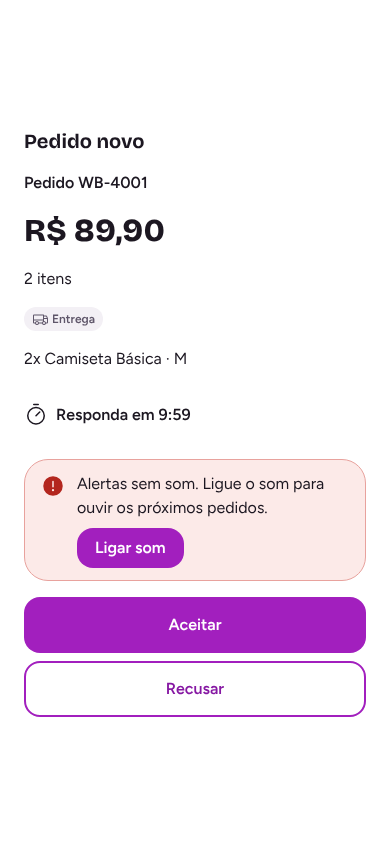 Pedido novo
Pedido WB-4001
R$ 89,90
2 itens
Entrega
2x Camiseta Básica · M
Responda em 9:59
Alertas sem som. Ligue o som para
ouvir os próximos pedidos.
Ligar som
Aceitar
Recusar